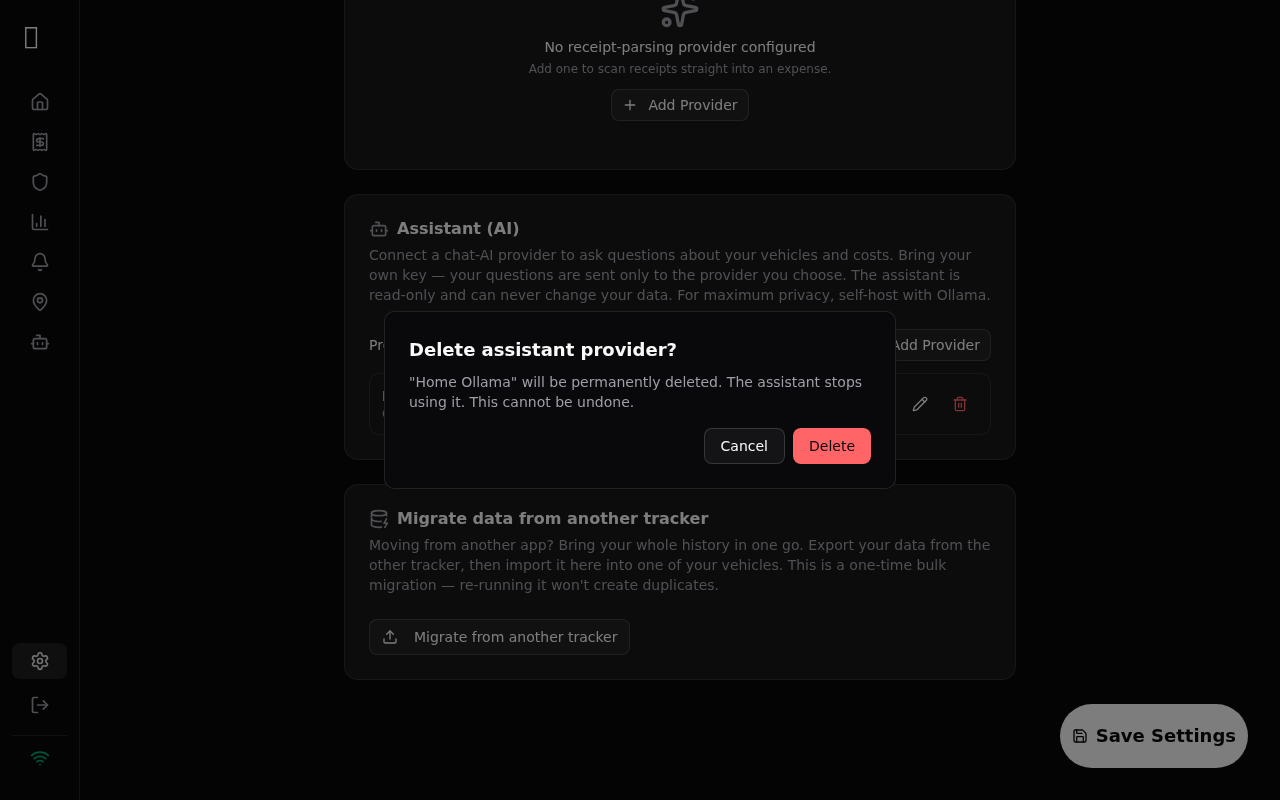 No receipt-parsing provider configured
Add one to scan receipts straight into an expense.
Add Provider
Assistant (AI)
Connect a chat-AI provider to ask questions about your vehicles and costs. Bring your
own key — your questions are sent only to the provider you choose. The assistant is
read-only and can never change your data. For maximum privacy, self-host with Ollama.
Add Provider
Delete assistant provider?
"Home Ollama" will be permanently deleted. The assistant stops
using it. This cannot be undone.
Cancel
Delete
Migrate data from another tracker
Moving from another app? Bring your whole history in one go. Export your data from the
other tracker, then import it here into one of your vehicles. This is a one-time bulk
migration — re-running it won't create duplicates.
Migrate from another tracker
Save Settings